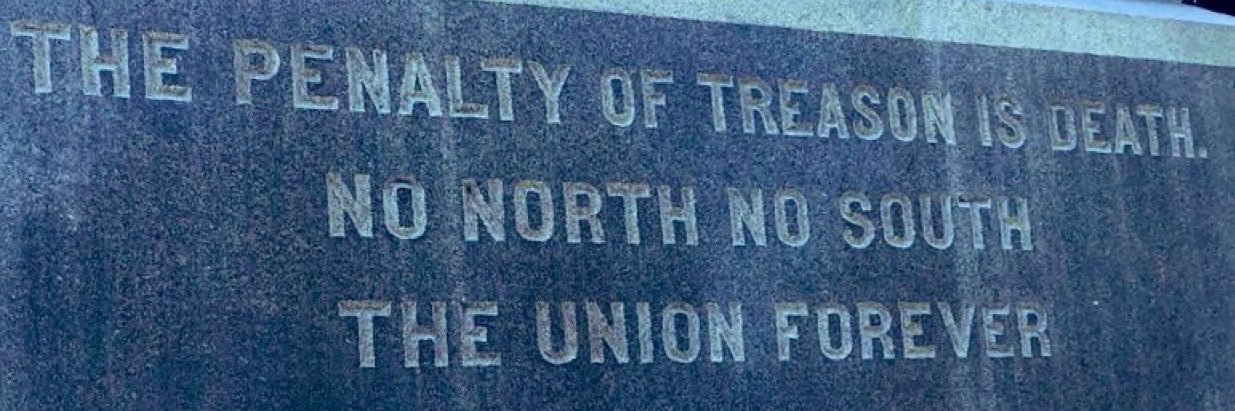 THE PENALTY OF TREASON IS DEATH.
NO NORTH NO SOUTH
THE UNION FOREVER